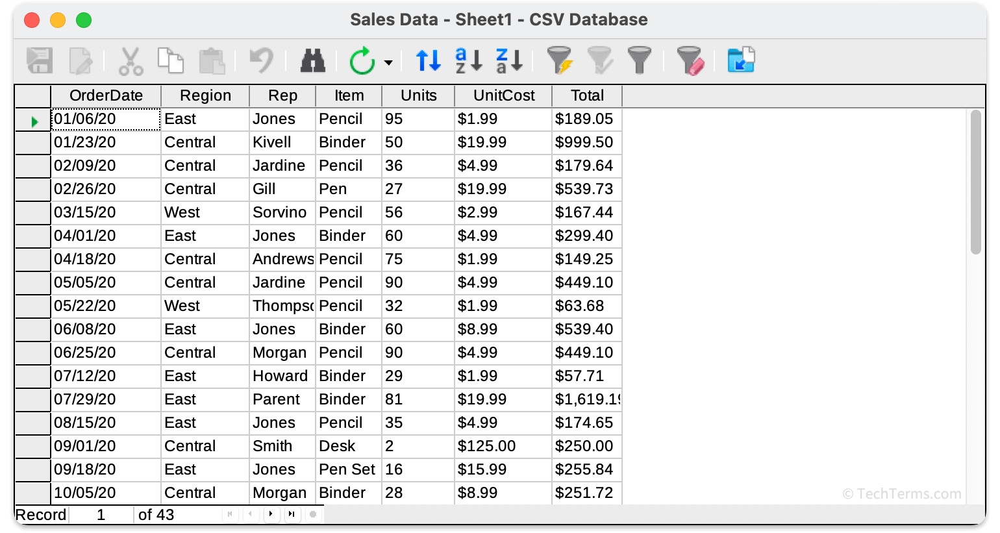 Sales Data - Sheet1 - CSV Database
OrderDate Region Rep Item Units UnitCost Total
01/06/20 East Jones Pencil 95 $1.99 $189.05
01/23/20 Central Kivell Binder 50 $19.99 $999.50
02/09/20 Central Jardine Pencil 36 $4.99 $179.64
02/26/20 Central Gill Pen 27 $19.99 $539.73
03/15/20 West Sorvino Pencil 56 $2.99 $167.44
04/01/20 East Jones Binder 60 $4.99 $299.40
04/18/20 Central Andrews Pencil 75 $1.99 $149.25
05/05/20 Central Jardine Pencil 90 $4.99 $449.10
05/22/20 West Thomps Pencil 32 $1.99 $63.68
06/08/20 East Jones Binder 60 $8.99 $539.40
06/25/20 Central Morgan Pencil 90 $4.99 $449.10
07/12/20 East Howard Binder 29 $1.99 $57.71
07/29/20 East Parent Binder 81 $19.99 $1,619.19
08/15/20 East Jones Pencil 35 $4.99 $174.65
09/01/20 Central Smith Desk 2 $125.00 $250.00
09/18/20 East Jones Pen Set 16 $15.99 $255.84
10/05/20 Central Morgan Binder 28 $8.99 $251.72
© TechTerms.com
Record 1 of 43